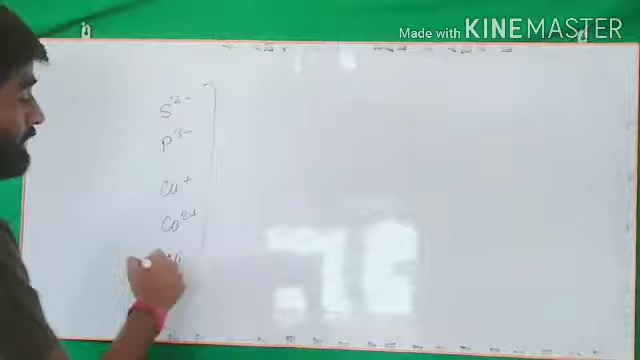 Made with KINEMASTER
S²⁻
P³⁻
Cu⁺
Co²⁺